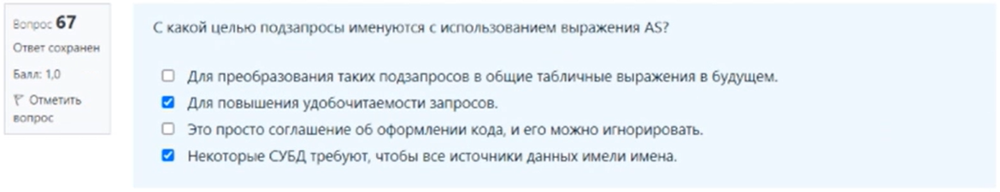 Вопрос 67
Ответ сохранен
Балл: 1,0
Отметить
вопрос
С какой целью подзапросы именуются с использованием выражения AS?
Для преобразования таких подзапросов в общие табличные выражения в будущем.
Для повышения удобочитаемости запросов.
Это просто соглашение об оформлении кода, и его можно игнорировать.
Некоторые СУБД требуют, чтобы все источники данных имели имена.